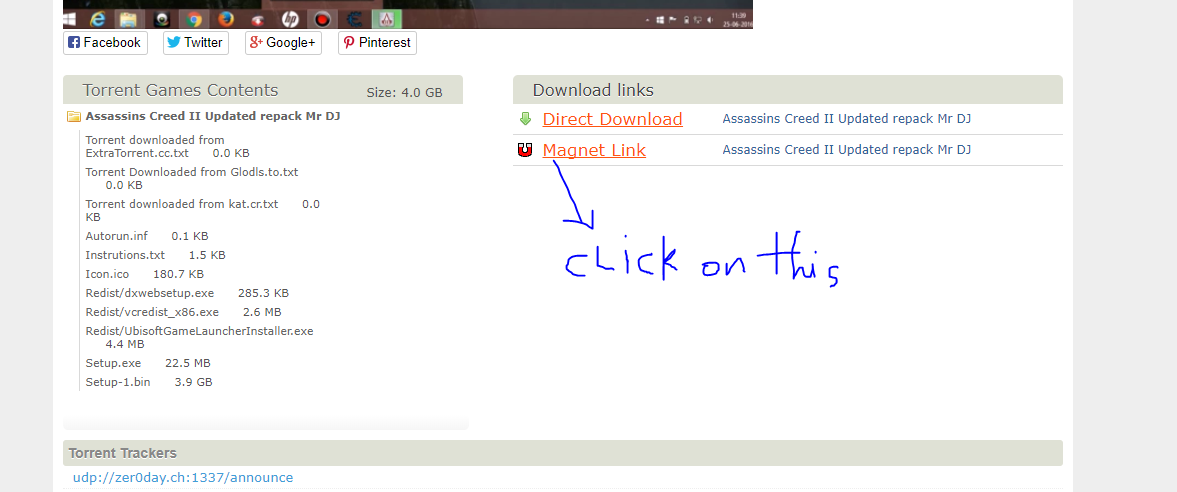 11:39
25-06-2016
Facebook Twitter Google+ Pinterest
Torrent Games Contents Size: 4.0 GB
Assassins Creed II Updated repack Mr DJ
Torrent downloaded from
ExtraTorrent.cc.txt 0.0 KB
Torrent Downloaded from Glodls.to.txt
0.0 KB
Torrent downloaded from kat.cr.txt 0.0
KB
Autorun.inf 0.1 KB
Instrutions.txt 1.5 KB
Icon.ico 180.7 KB
Redist/dxwebsetup.exe 285.3 KB
Redist/vcredist_x86.exe 2.6 MB
Redist/UbisoftGameLauncherInstaller.exe
4.4 MB
Setup.exe 22.5 MB
Setup-1.bin 3.9 GB
Download links
Direct Download Assassins Creed II Updated repack Mr DJ
Magnet Link Assassins Creed II Updated repack Mr DJ
click on this
Torrent Trackers
udp://zer0day.ch:1337/announce